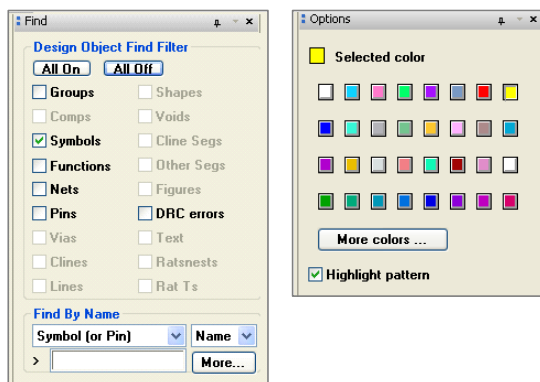 Find
Design Object Find Filter
All On All Off
Groups Shapes
Comps Voids
Symbols Cline Segs
Functions Other Segs
Nets Figures
Pins DRC errors
Vias Text
Clines Ratsnests
Lines Rat Ts
Find By Name
Symbol (or Pin) Name
> More...
Options
Selected color
More colors ...
Highlight pattern